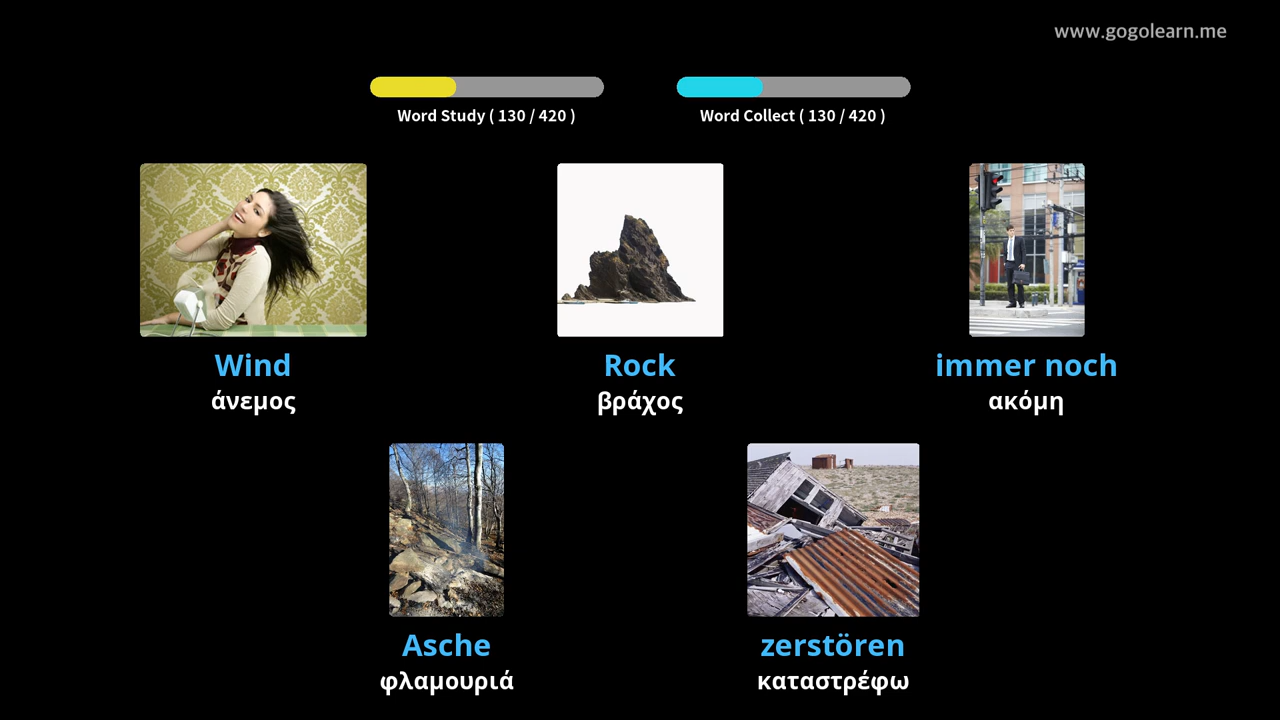 www.gogolearn.me
Word Study ( 130 / 420 )
Word Collect ( 130 / 420 )
Wind
άνεμος
Rock
βράχος
immer noch
ακόμη
Asche
φλαμουριά
zerstören
καταστρέφω